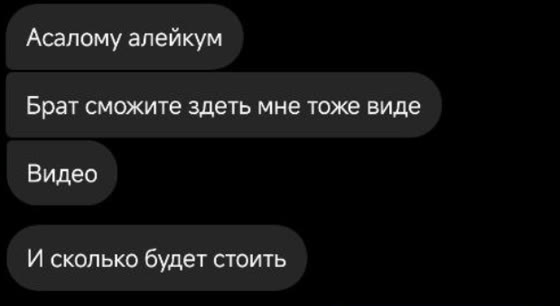 Асалому алейкум
Брат сможите здеть мне тоже виде
Видео
И сколько будет стоить